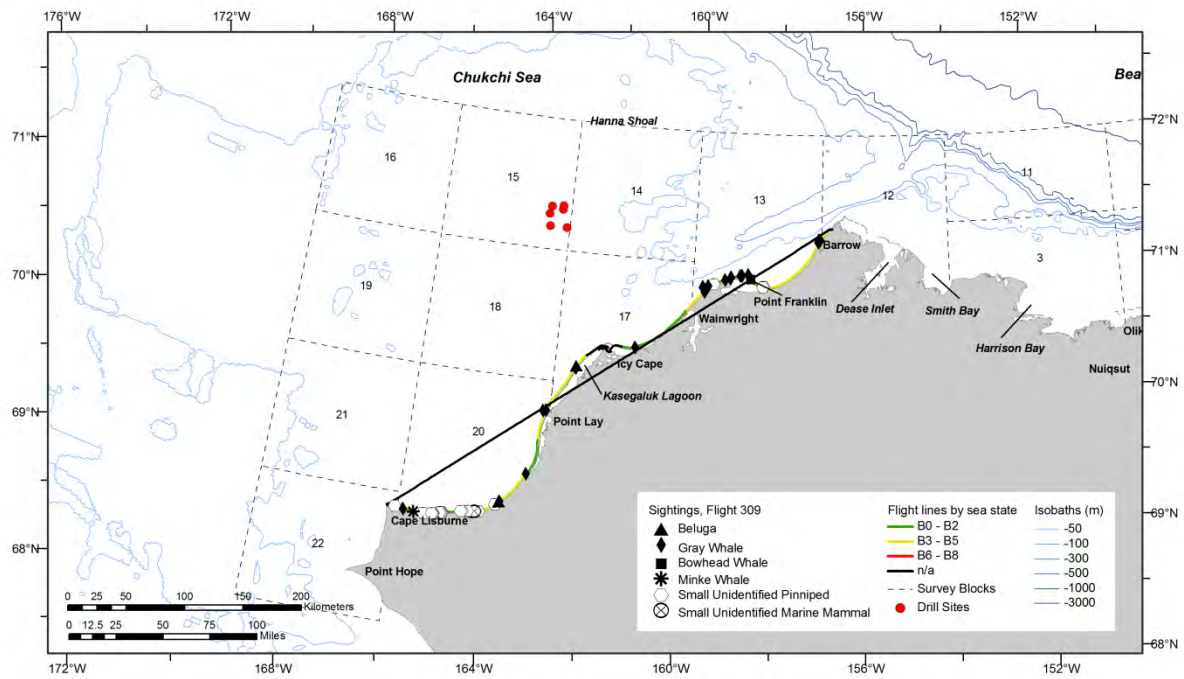 176°W 168°W 164°W 160°W 156°W 152°W
Chukchi Sea
Bea
72°N
71°N
Hanna Shoal
16
15
14
13
12
11
3
71°N
70°N
Barrow
Dease Inlet
Smith Bay
Harrison Bay
Olik
Nuiqsut
Point Franklin
Wainwright
19
18
17
Icy Cape
Kasegaluk Lagoon
70°N
69°N
21
20
Point Lay
Cape Lisburne
69°N
68°N
22
Point Hope
68°N
0 25 50 100 150 200
Kilometers
0 12.5 25 50 75 100
Miles
Sightings, Flight 309
Beluga
Gray Whale
Bowhead Whale
Minke Whale
Small Unidentified Pinniped
Small Unidentified Marine Mammal
Flight lines by sea state
B0 - B2
B3 - B5
B6 - B8
n/a
Survey Blocks
Drill Sites
Isobaths (m)
-50
-100
-300
-500
-1000
-3000
172°W 168°W 164°W 160°W 156°W 152°W